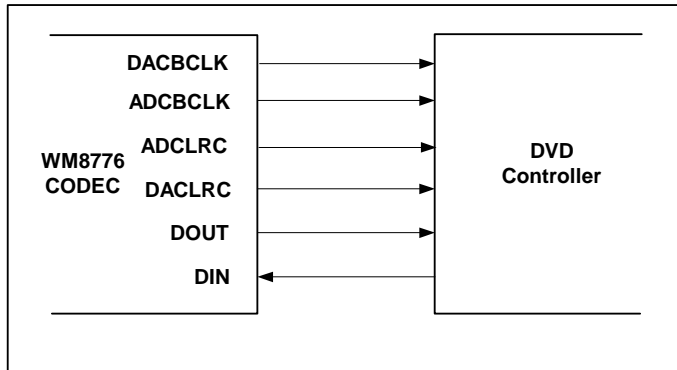 DACBCLK
ADCBCLK
ADCLRC
WM8776
CODEC
DACLRC
DOUT
DIN
DVD
Controller